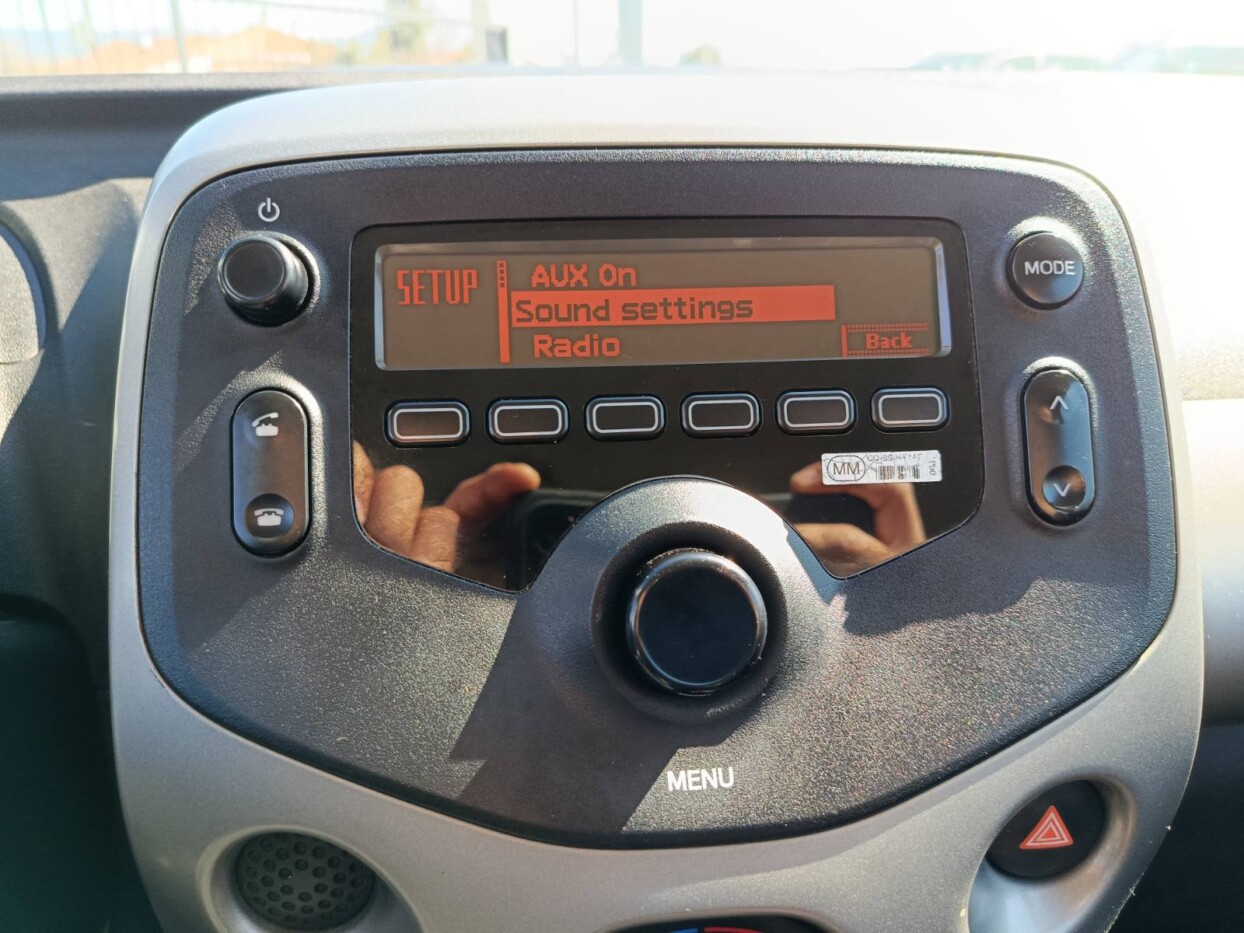 SETUP
AUX On
Sound settings
Radio
Back
MODE
MM
MENU